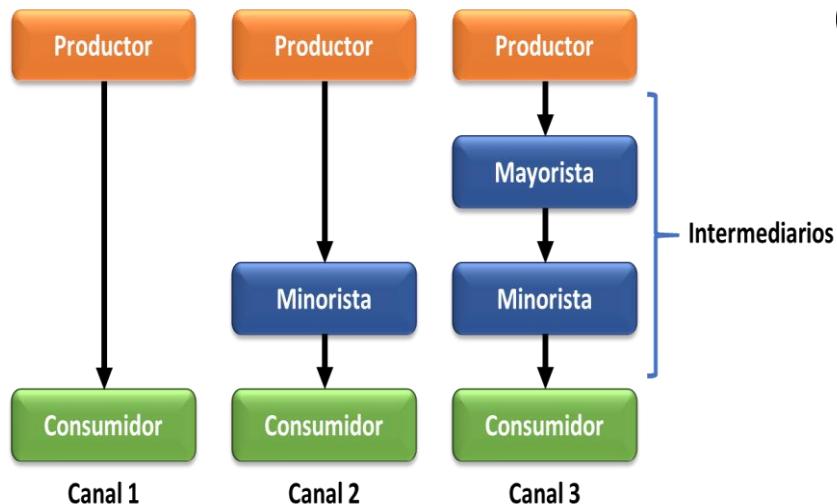 Productor
Productor
Productor
Mayorista
Intermediarios
Minorista
Minorista
Consumidor
Consumidor
Consumidor
Canal 1
Canal 2
Canal 3